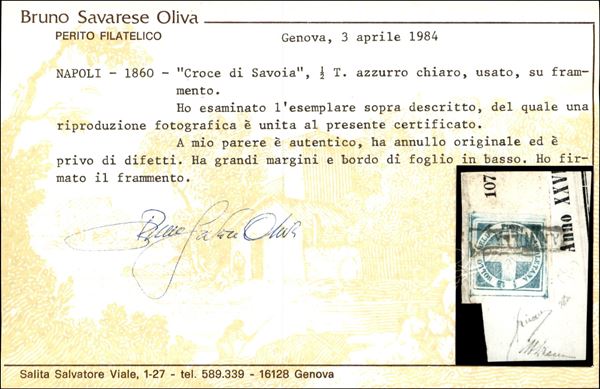 Bruno Savarese Oliva
PERITO FILATELICO
Genova, 3 aprile 1984
NAPOLI - 1860 - "Croce di Savoia", ½ T. azzurro chiaro, usato, su fram-
mento.
Ho esaminato l'esemplare sopra descritto, del quale una
riproduzione fotografica è unita al presente certificato.
A mio parere è autentico, ha annullo originale ed è
privo di difetti. Ha grandi margini e bordo di foglio in basso. Ho fir-
mato il frammento.
107
Anno XXXV
BOLLO
Salita Salvatore Viale, 1-27 - tel. 589.339 - 16128 Genova